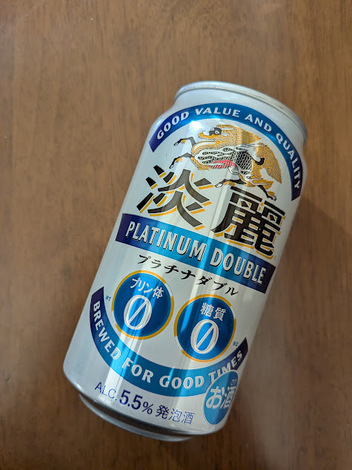 GOOD VALUE AND QUALITY
淡麗
PLATINUM DOUBLE
プラチナダブル
プリン体
0
糖質
0
BREWED FOR GOOD TIMES
お酒
ALC.5.5% 発泡酒